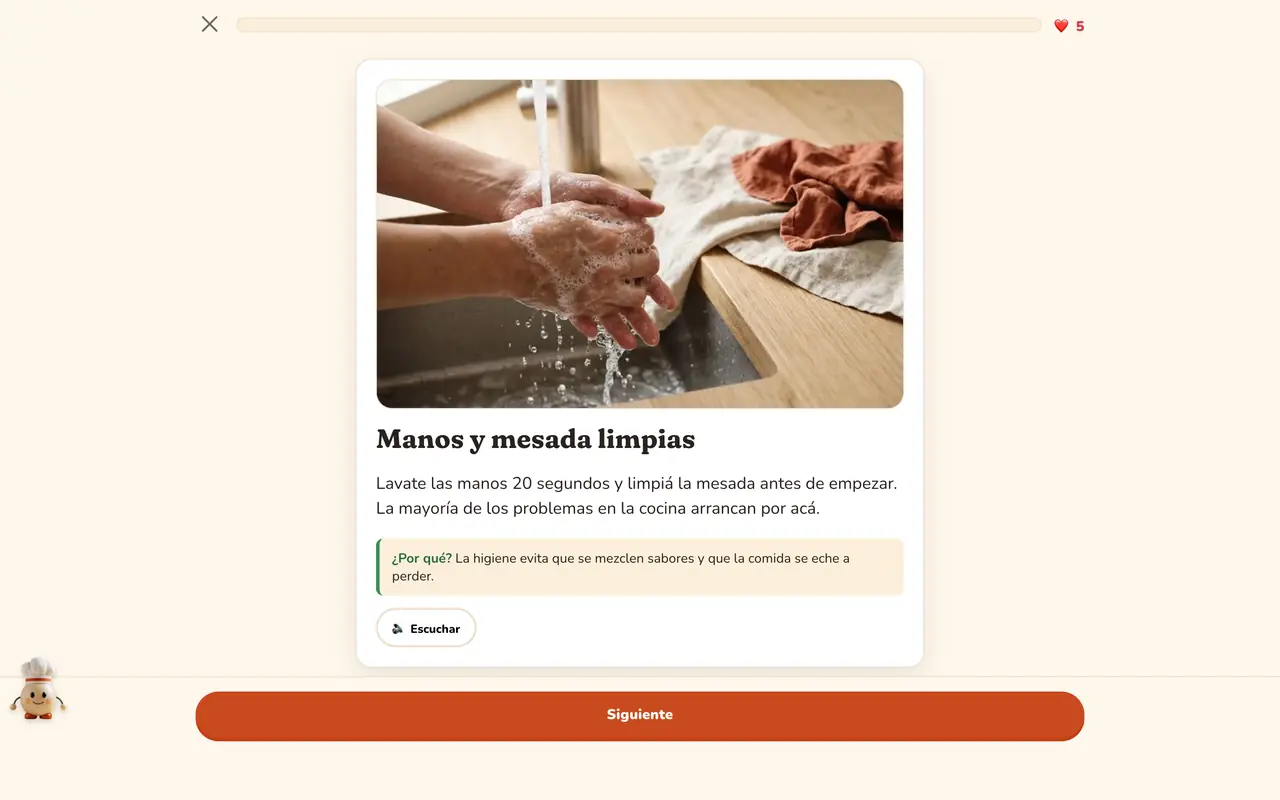 5
Manos y mesada limpias
Lavate las manos 20 segundos y limpiá la mesada antes de empezar.
La mayoría de los problemas en la cocina arrancan por acá.
¿Por qué? La higiene evita que se mezclen sabores y que la comida se eche a
perder.
Escuchar
Siguiente